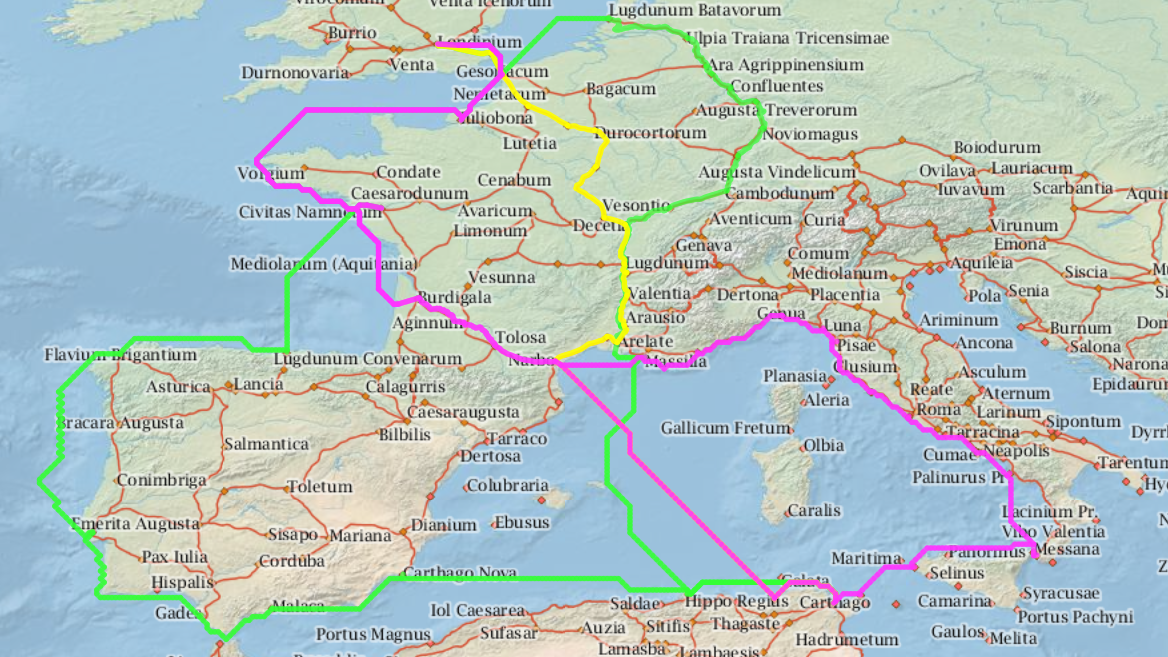 Virocomum
Venta Icenorum
Lugdunum Batavorum
Burrio
Londinium
Ulpia Traiana Tricensimae
Venta
Durnonovaria
Gesoriacum
Ara Agrippinensium
Nemetacum
Bagacum
Confluentes
Iuliobona
Augusta Treverorum
Durocortorum
Noviomagus
Lutetia
Boiodurum
Vorgium
Condate
Cenabum
Augusta Vindelicum
Ovilava
Lauriacum
Caesarodunum
Cambodunum
Iuvavum
Scarbantia
Aquin
Civitas Namnetum
Avaricum
Vesontio
Aventicum
Curia
Virunum
Limonum
Decetia
Emona
Genava
Comum
Mediolanum (Aquitania)
Lugdunum
Mediolanum
Aquileia
Siscia
Vesunna
Burdigala
Valentia
Dertona
Placentia
Pola
Senia
Aginnum
Arausio
Genua
Luna
Ariminum
Burnum
Tolosa
Arelate
Pisae
Ancona
Salona
Flavium Brigantium
Lugdunum Convenarum
Narbo
Massilia
Clusium
Narona
Asturica
Lancia
Calagurris
Planasia
Asculum
Epidaurum
Reate
Aternum
Aleria
Bracara Augusta
Caesaraugusta
Roma
Larinum
Sipontum
Gallicum Fretum
Bilbilis
Tarraco
Tarracina
Salmantica
Olbia
Dertosa
Cumae
Neapolis
Tarentum
Conimbriga
Toletum
Colubraria
Palinurus Pr.
Caralis
Lacinium Pr.
Emerita Augusta
Ebusus
Dianium
Sisapo
Mariana
Vibo Valentia
Panormus
Messana
Pax Iulia
Corduba
Maritima
Hispalis
Carthago Nova
Galata
Selinus
Syracusae
Gades
Malaca
Iol Caesarea
Saldae
Hippo Regius
Carthago
Camarina
Portus Pachyni
Portus Magnus
Sufasar
Auzia
Sitifis
Thagaste
Hadrumetum
Gaulos
Melita
Lamasba
Lambaesis